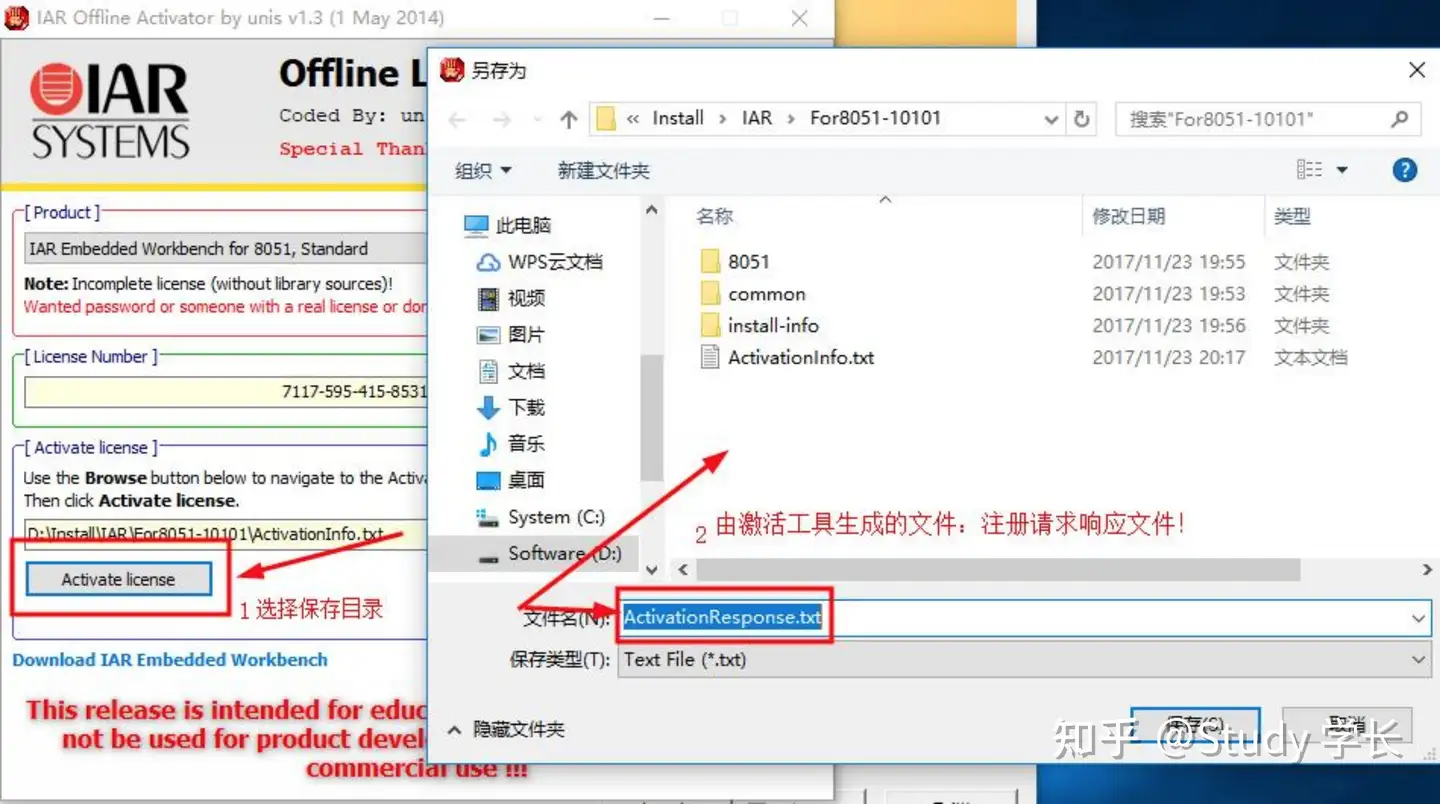 IAR Offline Activator by unis v1.3 (1 May 2014)
IAR
SYSTEMS
Offline L
Coded By: un
Special Than
[ Product ]
IAR Embedded Workbench for 8051, Standard
Note: Incomplete license (without library sources)!
Wanted password or someone with a real license or don
[ License Number ]
7117-595-415-8531
[ Activate license ]
Use the Browse button below to navigate to the Activa
Then click Activate license.
D:\Install\IAR\For8051-10101\ActivationInfo.txt
Activate license
1 选择保存目录
Download IAR Embedded Workbench
This release is intended for educ
not be used for product devel
commercial use !!!
另存为
« Install › IAR › For8051-10101
搜索"For8051-10101"
组织
新建文件夹
此电脑
WPS云文档
视频
图片
文档
下载
音乐
桌面
System (C:)
Software (D:)
名称 修改日期 类型
8051 2017/11/23 19:55 文件夹
common 2017/11/23 19:53 文件夹
install-info 2017/11/23 19:56 文件夹
ActivationInfo.txt 2017/11/23 20:17 文本文档
2 由激活工具生成的文件：注册请求响应文件！
文件名(N): ActivationResponse.txt
保存类型(T): Text File (*.txt)
隐藏文件夹
保存(S)
取消
知乎 @Study 学长